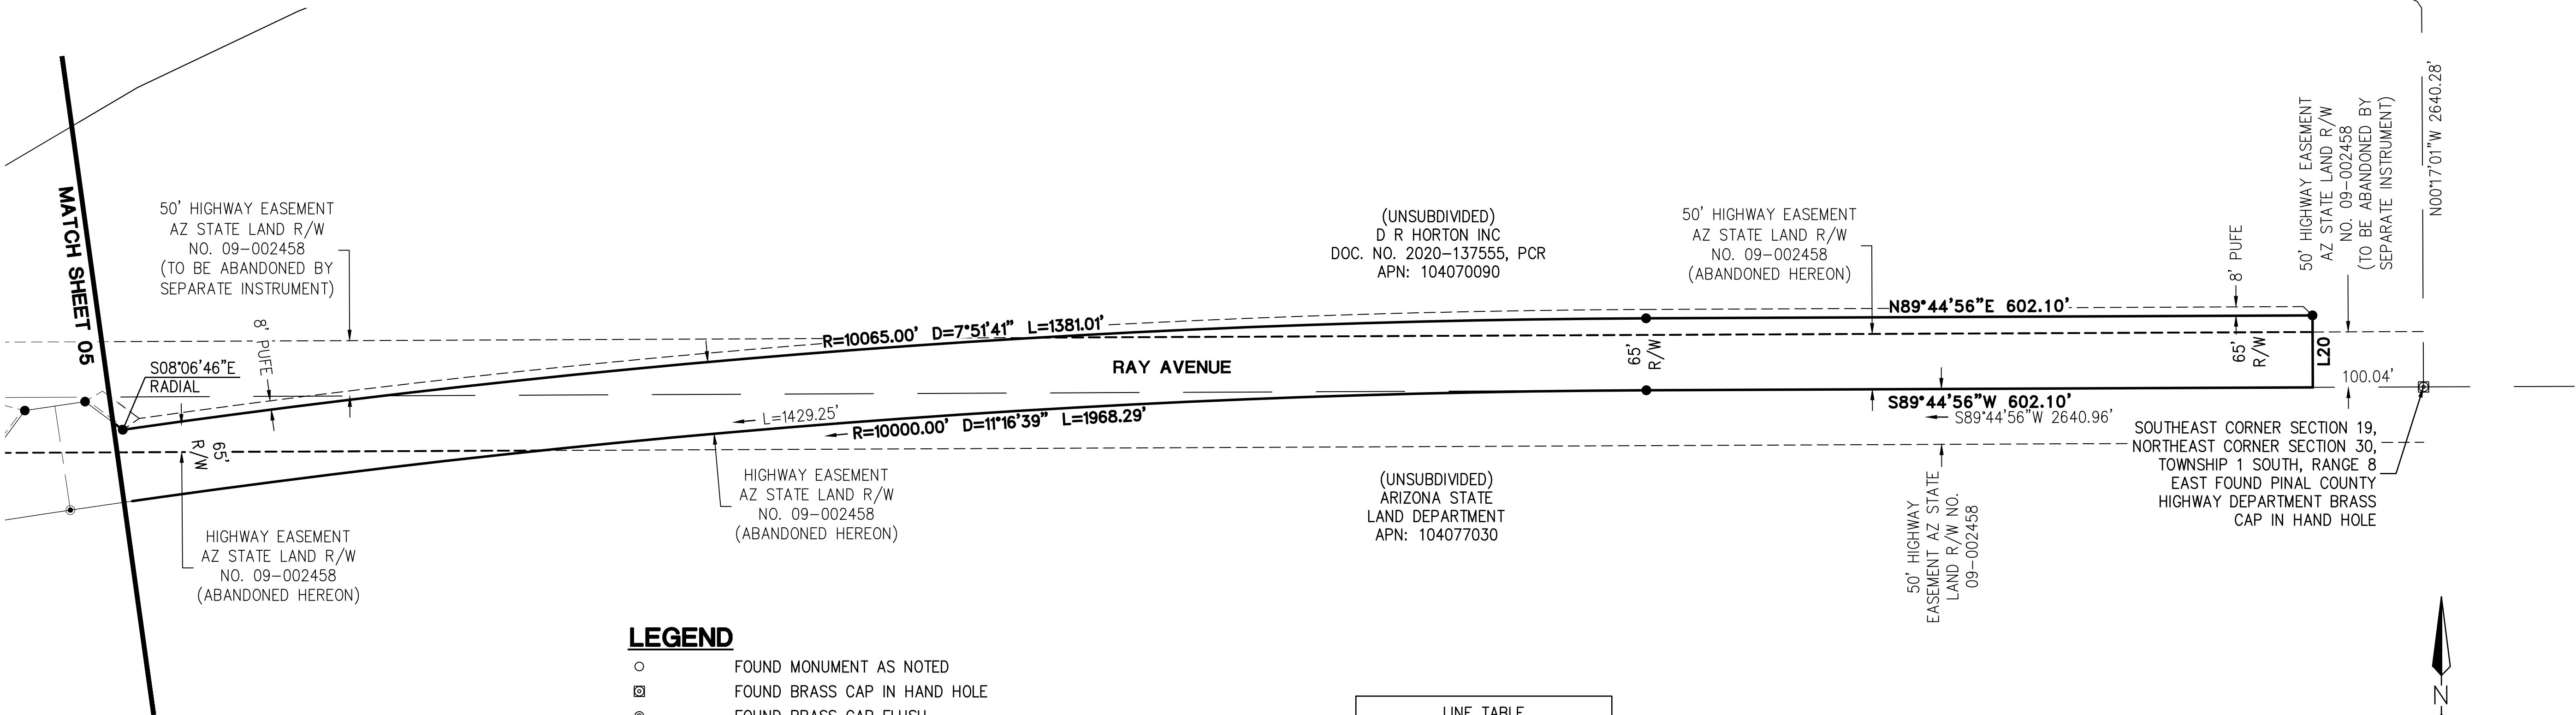 MATCH SHEET 05
50' HIGHWAY EASEMENT
AZ STATE LAND R/W
NO. 09-002458
(TO BE ABANDONED BY
SEPARATE INSTRUMENT)
S08°06'46"E
RADIAL
8' PUFE
65'
R/W
HIGHWAY EASEMENT
AZ STATE LAND R/W
NO. 09-002458
(ABANDONED HEREON)
R=10065.00' D=7°51'41" L=1381.01'
RAY AVENUE
L=1429.25'
R=10000.00' D=11°16'39" L=1968.29'
HIGHWAY EASEMENT
AZ STATE LAND R/W
NO. 09-002458
(ABANDONED HEREON)
(UNSUBDIVIDED)
D R HORTON INC
DOC. NO. 2020-137555, PCR
APN: 104070090
(UNSUBDIVIDED)
ARIZONA STATE
LAND DEPARTMENT
APN: 104077030
50' HIGHWAY EASEMENT
AZ STATE LAND R/W
NO. 09-002458
(ABANDONED HEREON)
65'
R/W
N89°44'56"E 602.10'
S89°44'56"W 602.10'
S89°44'56"W 2640.96'
50' HIGHWAY
EASEMENT AZ STATE
LAND R/W NO.
09-002458
8' PUFE
65'
R/W
50' HIGHWAY EASEMENT
AZ STATE LAND R/W
NO. 09-002458
(TO BE ABANDONED BY
SEPARATE INSTRUMENT)
N00°17'01"W 2640.28'
L20
100.04'
SOUTHEAST CORNER SECTION 19,
NORTHEAST CORNER SECTION 30,
TOWNSHIP 1 SOUTH, RANGE 8
EAST FOUND PINAL COUNTY
HIGHWAY DEPARTMENT BRASS
CAP IN HAND HOLE
LEGEND
FOUND MONUMENT AS NOTED
FOUND BRASS CAP IN HAND HOLE
FOUND BRASS CAP FLUSH
LINE TABLE
N